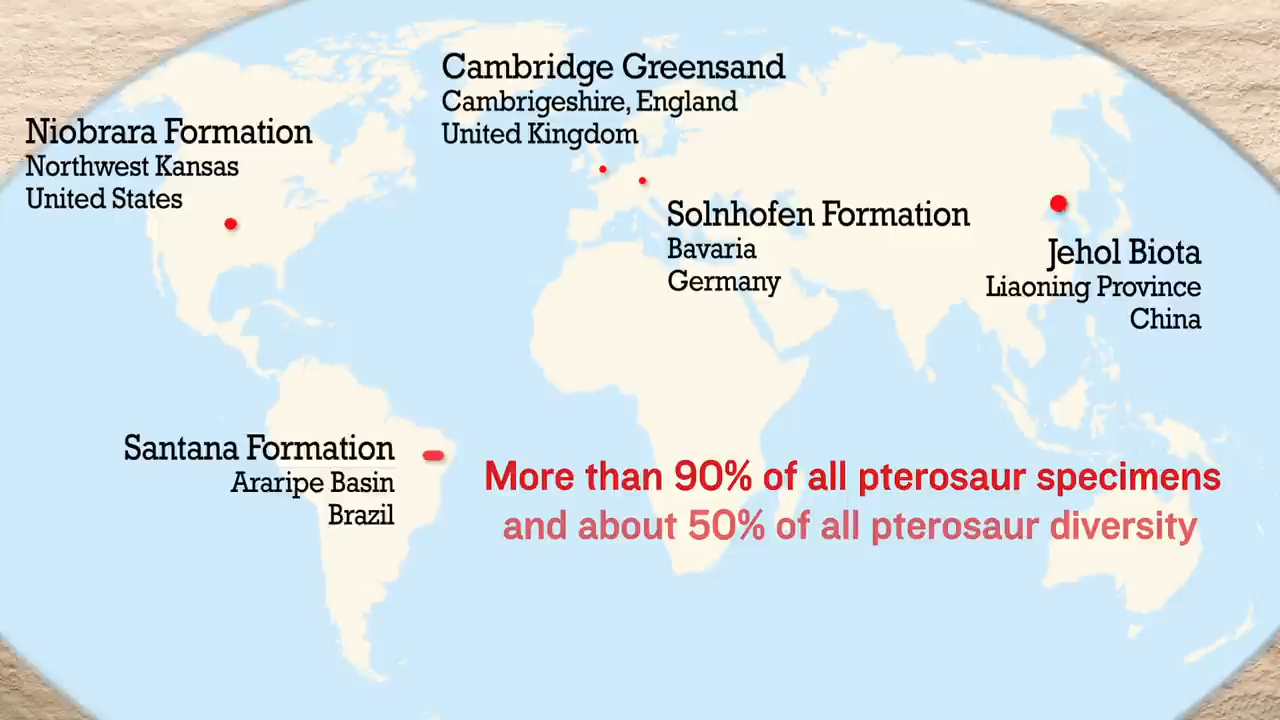 Cambridge Greensand
Cambrigeshire, England
United Kingdom
Niobrara Formation
Northwest Kansas
United States
Solnhofen Formation
Bavaria
Germany
Jehol Biota
Liaoning Province
China
Santana Formation
Araripe Basin
Brazil
More than 90% of all pterosaur specimens
and about 50% of all pterosaur diversity